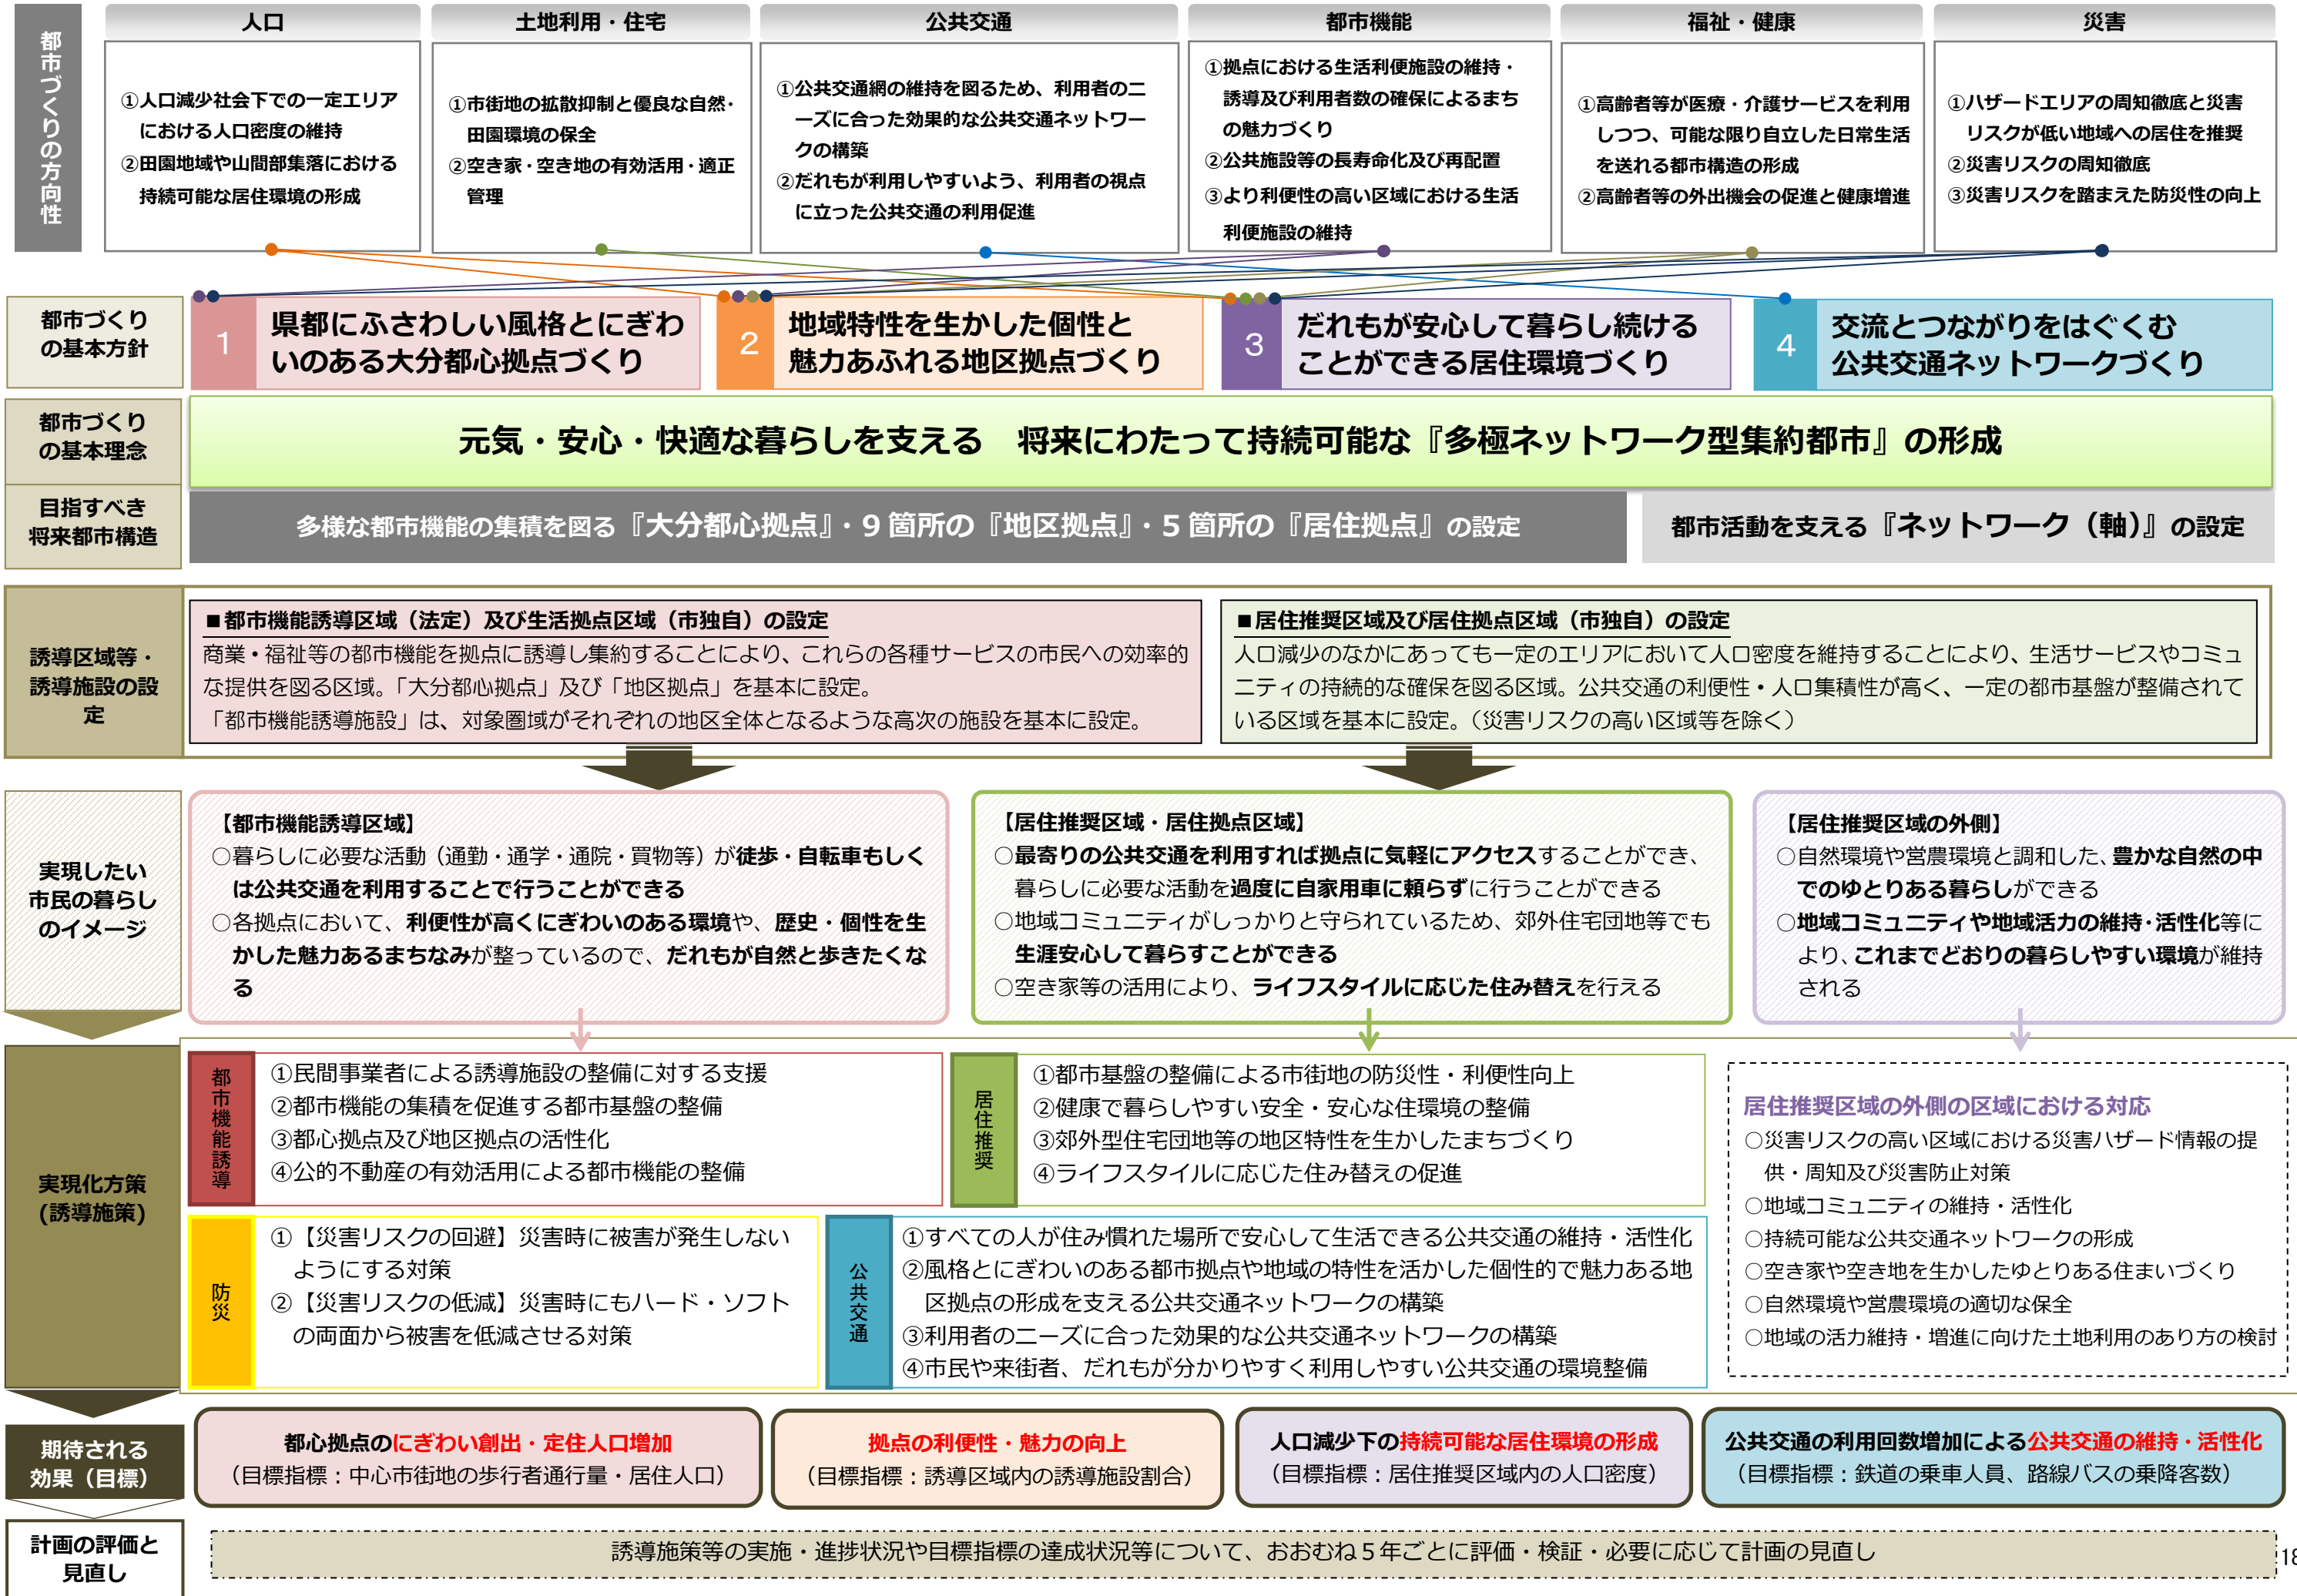 都市づくりの方向性
人口
①人口減少社会下での一定エリア
における人口密度の維持
②田園地域や山間部集落における
持続可能な居住環境の形成
土地利用・住宅
①市街地の拡散抑制と優良な自然・
田園環境の保全
②空き家・空き地の有効活用・適正
管理
公共交通
①公共交通網の維持を図るため、利用者のニ
ーズに合った効果的な公共交通ネットワー
クの構築
②だれもが利用しやすいよう、利用者の視点
に立った公共交通の利用促進
都市機能
①拠点における生活利便施設の維持・
誘導及び利用者数の確保によるまち
の魅力づくり
②公共施設等の長寿命化及び再配置
③より利便性の高い区域における生活
利便施設の維持
福祉・健康
①高齢者等が医療・介護サービスを利用
しつつ、可能な限り自立した日常生活
を送れる都市構造の形成
②高齢者等の外出機会の促進と健康増進
災害
①ハザードエリアの周知徹底と災害
リスクが低い地域への居住を推奨
②災害リスクの周知徹底
③災害リスクを踏まえた防災性の向上
都市づくり
の基本方針
1
県都にふさわしい風格とにぎわ
いのある大分都心拠点づくり
2
地域特性を生かした個性と
魅力あふれる地区拠点づくり
3
だれもが安心して暮らし続ける
ことができる居住環境づくり
4
交流とつながりをはぐくむ
公共交通ネットワークづくり
都市づくり
の基本理念
元気・安心・快適な暮らしを支える　将来にわたって持続可能な『多極ネットワーク型集約都市』の形成
目指すべき
将来都市構造
多様な都市機能の集積を図る『大分都心拠点』・９箇所の『地区拠点』・５箇所の『居住拠点』の設定
都市活動を支える『ネットワーク（軸）』の設定
誘導区域等・
誘導施設の設
定
■都市機能誘導区域（法定）及び生活拠点区域（市独自）の設定
商業・福祉等の都市機能を拠点に誘導し集約することにより、これらの各種サービスの市民への効率的
な提供を図る区域。「大分都心拠点」及び「地区拠点」を基本に設定。
「都市機能誘導施設」は、対象圏域がそれぞれの地区全体となるような高次の施設を基本に設定。
■居住推奨区域及び居住拠点区域（市独自）の設定
人口減少のなかにあっても一定のエリアにおいて人口密度を維持することにより、生活サービスやコミュ
ニティの持続的な確保を図る区域。公共交通の利便性・人口集積性が高く、一定の都市基盤が整備されて
いる区域を基本に設定。（災害リスクの高い区域等を除く）
実現したい
市民の暮らし
のイメージ
【都市機能誘導区域】
○暮らしに必要な活動（通勤・通学・通院・買物等）が徒歩・自転車もしく
は公共交通を利用することで行うことができる
○各拠点において、利便性が高くにぎわいのある環境や、歴史・個性を生
かした魅力あるまちなみが整っているので、だれもが自然と歩きたくな
る
【居住推奨区域・居住拠点区域】
○最寄りの公共交通を利用すれば拠点に気軽にアクセスすることができ、
暮らしに必要な活動を過度に自家用車に頼らずに行うことができる
○地域コミュニティがしっかりと守られているため、郊外住宅団地等でも
生涯安心して暮らすことができる
○空き家等の活用により、ライフスタイルに応じた住み替えを行える
【居住推奨区域の外側】
○自然環境や営農環境と調和した、豊かな自然の中
でのゆとりある暮らしができる
○地域コミュニティや地域活力の維持・活性化等に
より、これまでどおりの暮らしやすい環境が維持
される
実現化方策
(誘導施策)
都市機能誘導
①民間事業者による誘導施設の整備に対する支援
②都市機能の集積を促進する都市基盤の整備
③都心拠点及び地区拠点の活性化
④公的不動産の有効活用による都市機能の整備
居住推奨
①都市基盤の整備による市街地の防災性・利便性向上
②健康で暮らしやすい安全・安心な住環境の整備
③郊外型住宅団地等の地区特性を生かしたまちづくり
④ライフスタイルに応じた住み替えの促進
防災
①【災害リスクの回避】災害時に被害が発生しない
ようにする対策
②【災害リスクの低減】災害時にもハード・ソフト
の両面から被害を低減させる対策
公共交通
①すべての人が住み慣れた場所で安心して生活できる公共交通の維持・活性化
②風格とにぎわいのある都市拠点や地域の特性を活かした個性的で魅力ある地
区拠点の形成を支える公共交通ネットワークの構築
③利用者のニーズに合った効果的な公共交通ネットワークの構築
④市民や来街者、だれもが分かりやすく利用しやすい公共交通の環境整備
居住推奨区域の外側の区域における対応
○災害リスクの高い区域における災害ハザード情報の提
供・周知及び災害防止対策
○地域コミュニティの維持・活性化
○持続可能な公共交通ネットワークの形成
○空き家や空き地を生かしたゆとりある住まいづくり
○自然環境や営農環境の適切な保全
○地域の活力維持・増進に向けた土地利用のあり方の検討
期待される
効果（目標）
都心拠点のにぎわい創出・定住人口増加
（目標指標：中心市街地の歩行者通行量・居住人口）
拠点の利便性・魅力の向上
（目標指標：誘導区域内の誘導施設割合）
人口減少下の持続可能な居住環境の形成
（目標指標：居住推奨区域内の人口密度）
公共交通の利用回数増加による公共交通の維持・活性化
（目標指標：鉄道の乗車人員、路線バスの乗降客数）
計画の評価と
見直し
誘導施策等の実施・進捗状況や目標指標の達成状況等について、おおむね５年ごとに評価・検証・必要に応じて計画の見直し
18